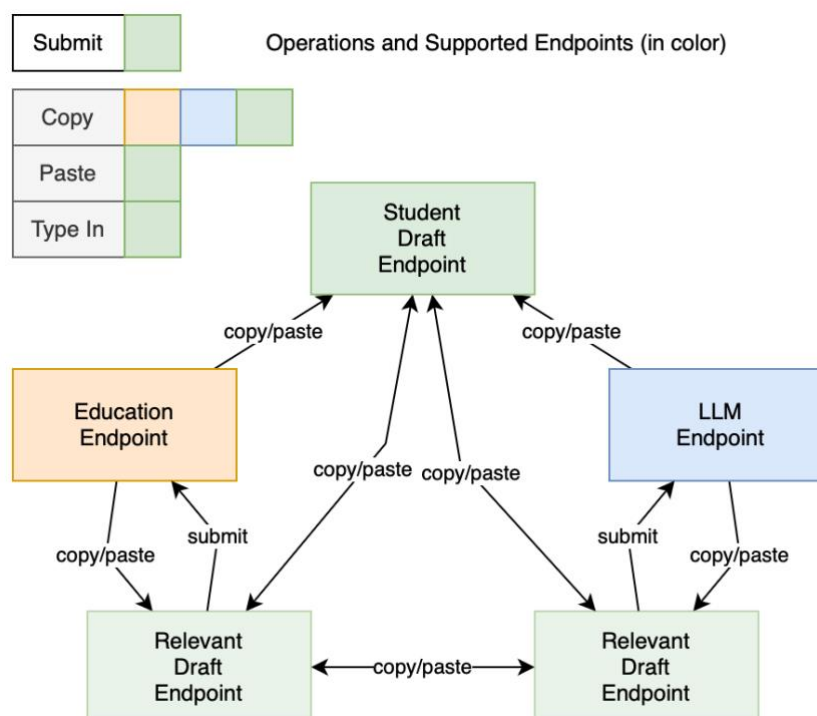 Submit
Operations and Supported Endpoints (in color)
Copy
Paste
Type In
Student
Draft
Endpoint
copy/paste
copy/paste
Education
Endpoint
LLM
Endpoint
copy/paste
copy/paste
copy/paste
submit
submit
copy/paste
Relevant
Draft
Endpoint
copy/paste
Relevant
Draft
Endpoint